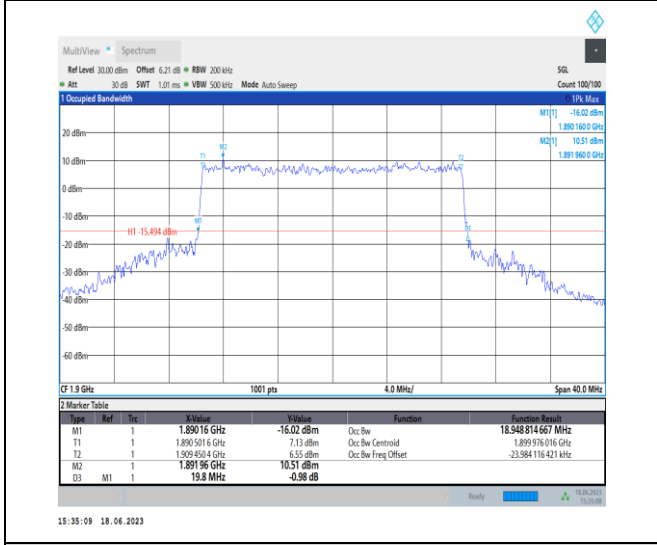 MultiView Spectrum
Ref Level 30.00 dBm Offset 6.21 dB RBW 200 kHz SGL
Att 30 dB SWT 1.01 ms VBW 500 kHz Mode Auto Sweep Count 100/100
1 Occupied Bandwidth 1Pk Max
M1[1] -16.02 dBm
1.890 160 0 GHz
M2[1] 10.51 dBm
1.891 960 0 GHz
20 dBm
M2
T1 T2
10 dBm
0 dBm
-10 dBm
M1
H1 -15.494 dBm
D3
-20 dBm
-30 dBm
-40 dBm
-50 dBm
-60 dBm
CF 1.9 GHz 1001 pts 4.0 MHz/ Span 40.0 MHz
2 Marker Table
Type Ref Trc X-Value Y-Value Function Function Result
M1 1 1.89016 GHz -16.02 dBm Occ Bw 18.948 814 667 MHz
T1 1 1.890 501 6 GHz 7.13 dBm Occ Bw Centroid 1.899 976 016 GHz
T2 1 1.909 450 4 GHz 6.55 dBm Occ Bw Freq Offset -23.984 116 421 kHz
M2 1 1.89196 GHz 10.51 dBm
D3 M1 1 19.8 MHz -0.98 dB
Ready 18.06.2023
15:35:08
15:35:09 18.06.2023